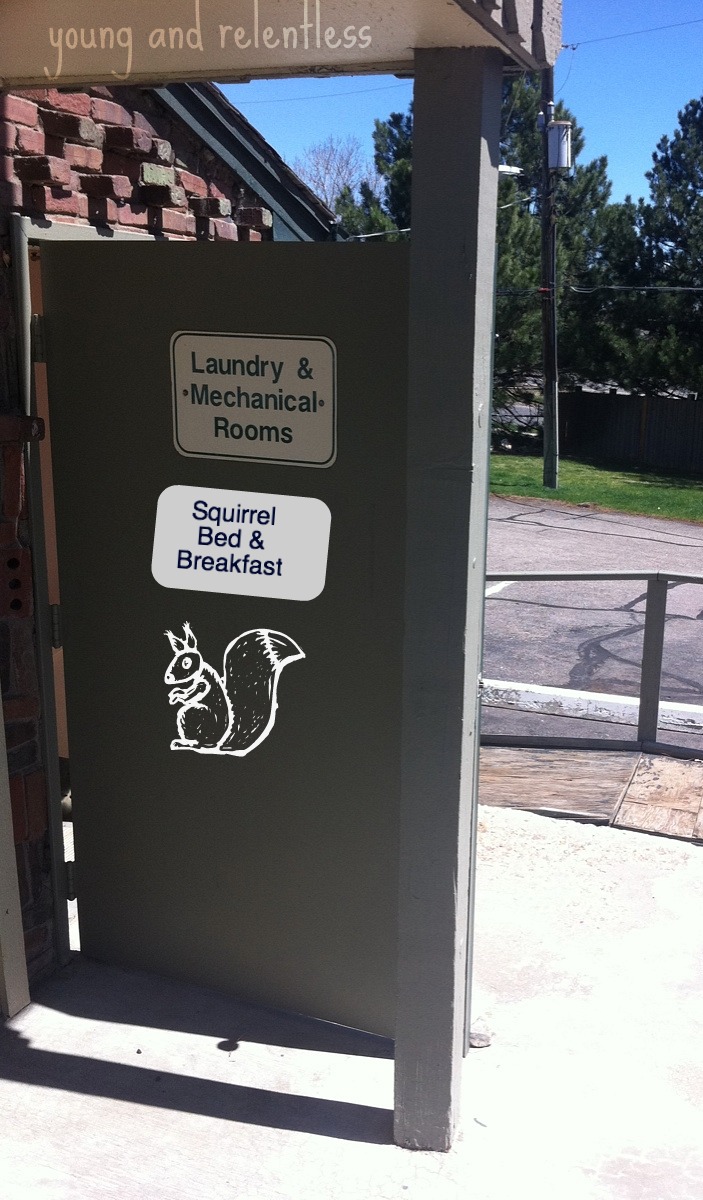 young and relentless
Laundry &
•Mechanical•
Rooms
Squirrel
Bed &
Breakfast